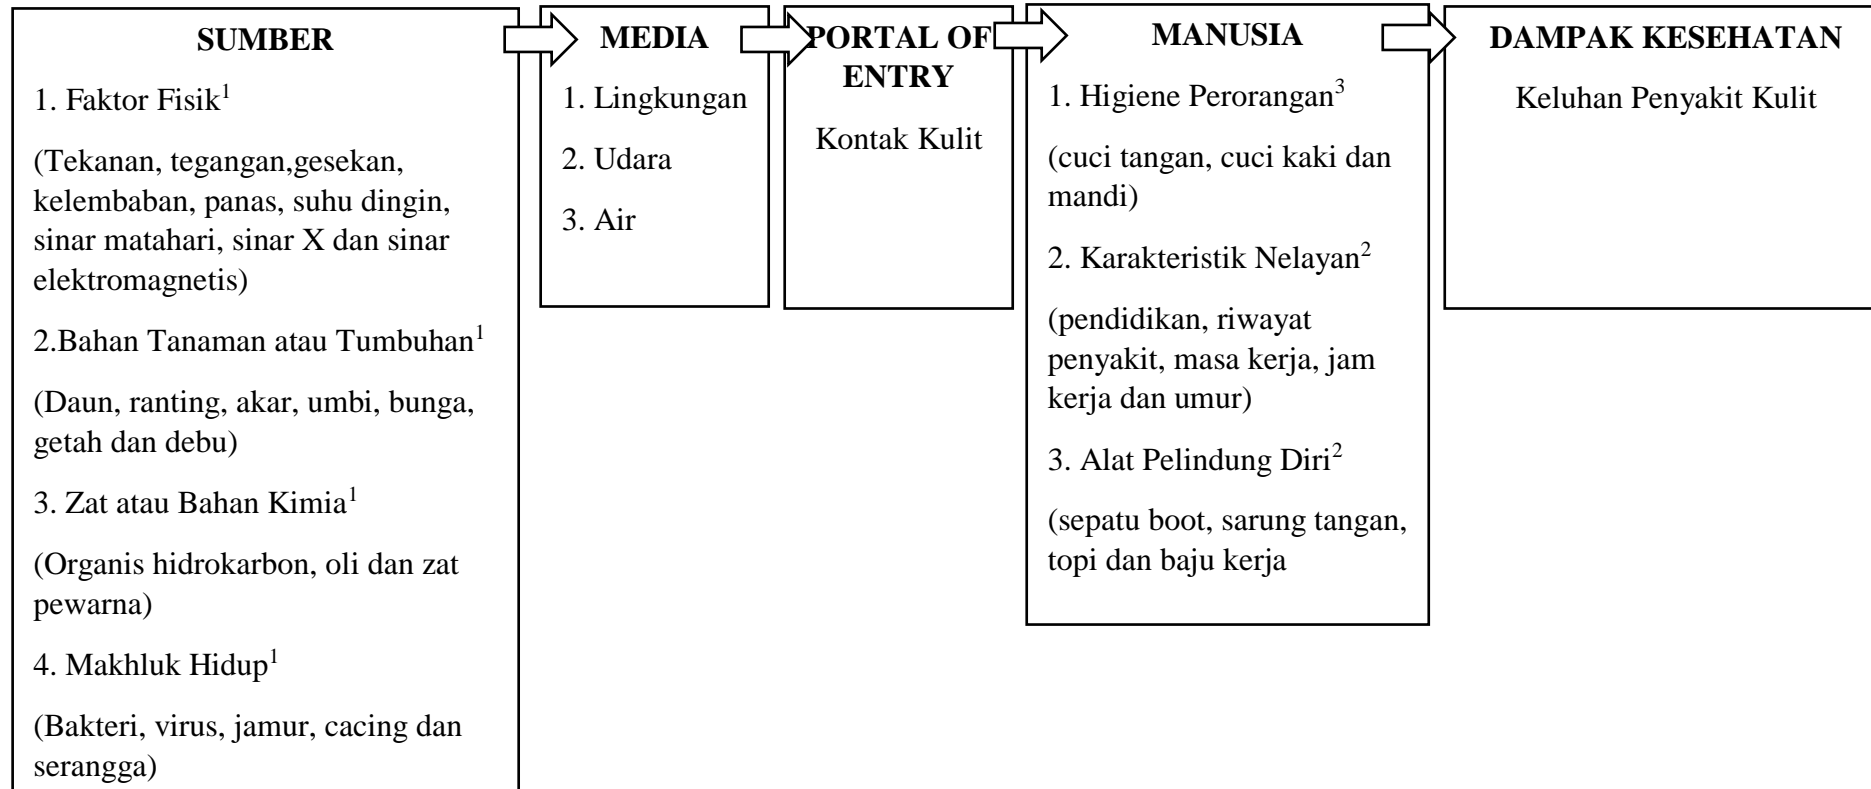 SUMBER
1. Faktor Fisik¹
(Tekanan, tegangan,gesekan,
kelembaban, panas, suhu dingin,
sinar matahari, sinar X dan sinar
elektromagnetis)
2.Bahan Tanaman atau Tumbuhan¹
(Daun, ranting, akar, umbi, bunga,
getah dan debu)
3. Zat atau Bahan Kimia¹
(Organis hidrokarbon, oli dan zat
pewarna)
4. Makhluk Hidup¹
(Bakteri, virus, jamur, cacing dan
serangga)
MEDIA
1. Lingkungan
2. Udara
3. Air
PORTAL OF
ENTRY
Kontak Kulit
MANUSIA
1. Higiene Perorangan³
(cuci tangan, cuci kaki dan
mandi)
2. Karakteristik Nelayan²
(pendidikan, riwayat
penyakit, masa kerja, jam
kerja dan umur)
3. Alat Pelindung Diri²
(sepatu boot, sarung tangan,
topi dan baju kerja
DAMPAK KESEHATAN
Keluhan Penyakit Kulit